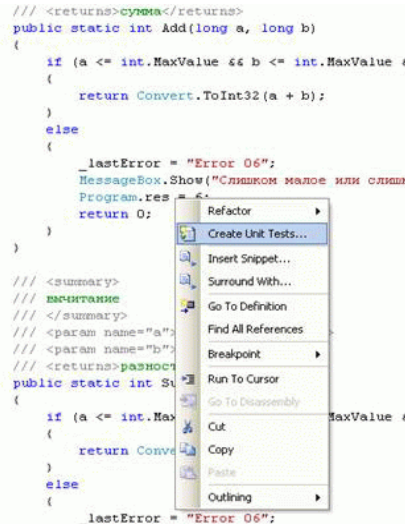 /// <returns>сумма</returns>
public static int Add(long a, long b)
{
if (a <= int.MaxValue && b <= int.MaxValue &
{
return Convert.ToInt32(a + b);
}
else
{
_lastError = "Error 06";
MessageBox.Show("Слишком малое или слиш
Program.res = 6;
return 0;
}
}
/// <summary>
/// вычитание
/// </summary>
/// <param name="a">
/// <param name="b">
/// <returns>разност
public static int Su
{
if (a <= int.Max
MaxValue &
{
return Conve
}
else
{
_lastError = "Error 06";
Refactor
Create Unit Tests...
Insert Snippet...
Surround With...
Go To Definition
Find All References
Breakpoint
Run To Cursor
Go To Disassembly
Cut
Copy
Paste
Outlining